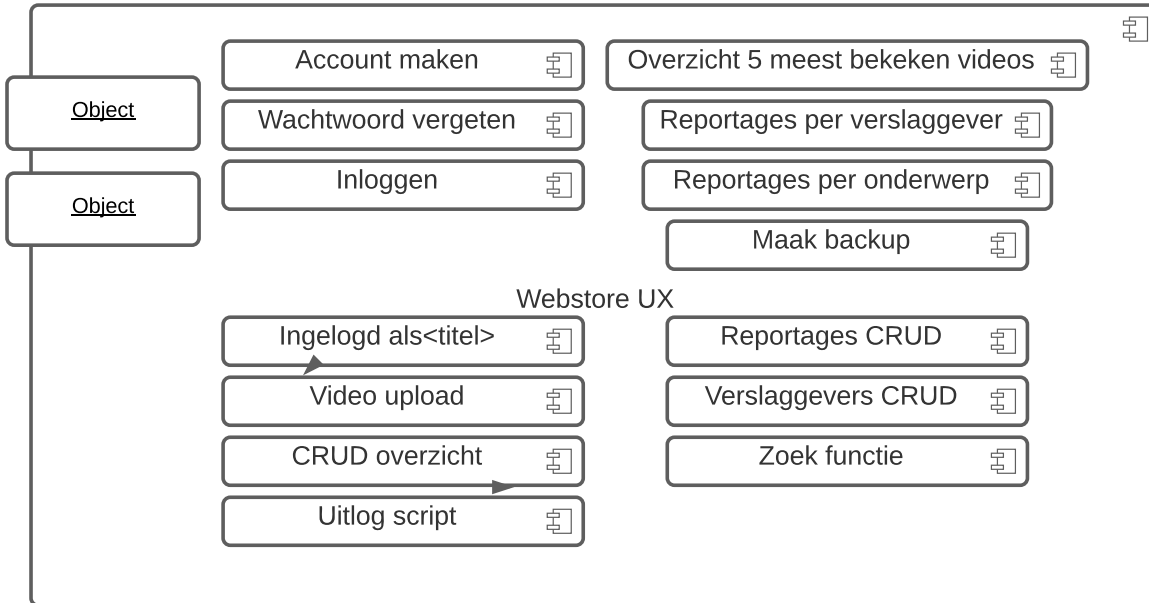 Account maken
Overzicht 5 meest bekeken videos
Object
Wachtwoord vergeten
Reportages per verslaggever
Inloggen
Reportages per onderwerp
Object
Maak backup
Webstore UX
Ingelogd als<titel>
Reportages CRUD
Video upload
Verslaggevers CRUD
CRUD overzicht
Zoek functie
Uitlog script